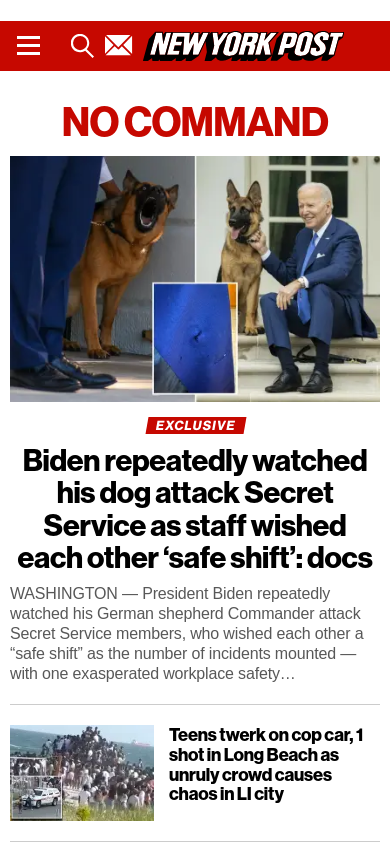 NEW YORK POST
NO COMMAND
EXCLUSIVE
Biden repeatedly watched
his dog attack Secret
Service as staff wished
each other ‘safe shift’: docs
WASHINGTON — President Biden repeatedly
watched his German shepherd Commander attack
Secret Service members, who wished each other a
“safe shift” as the number of incidents mounted —
with one exasperated workplace safety…
Teens twerk on cop car, 1
shot in Long Beach as
unruly crowd causes
chaos in LI city